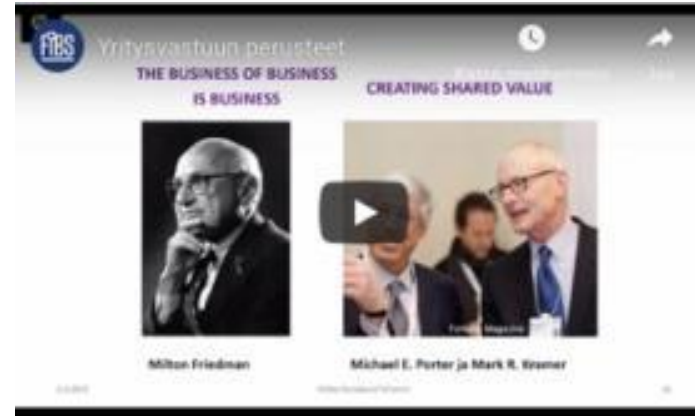 FIBS
Yritysvastuun perusteet
THE BUSINESS OF BUSINESS
IS BUSINESS
CREATING SHARED VALUE
Magazine
Milton Friedman
Michael E. Porter ja Mark R. Kramer